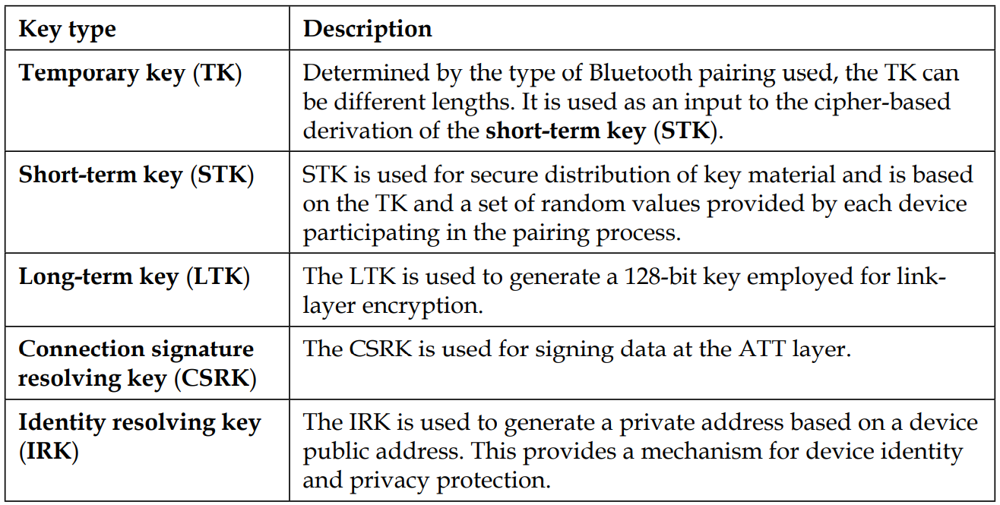 Key type
Description
Temporary key (TK)
Determined by the type of Bluetooth pairing used, the TK can
be different lengths. It is used as an input to the cipher-based
derivation of the short-term key (STK).
Short-term key (STK)
STK is used for secure distribution of key material and is based
on the TK and a set of random values provided by each device
participating in the pairing process.
Long-term key (LTK)
The LTK is used to generate a 128-bit key employed for link-
layer encryption.
Connection signature
resolving key (CSRK)
The CSRK is used for signing data at the ATT layer.
Identity resolving key
(IRK)
The IRK is used to generate a private address based on a device
public address. This provides a mechanism for device identity
and privacy protection.